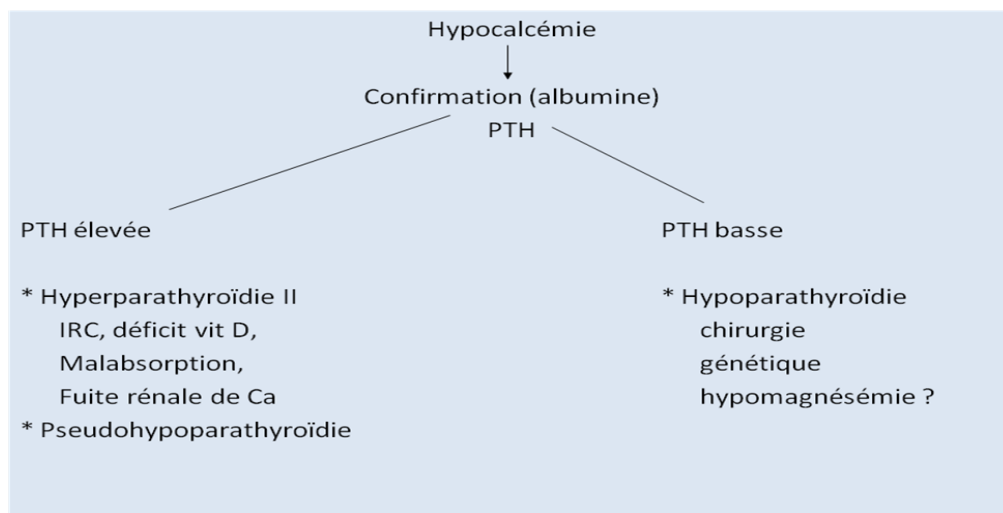 Hypocalcémie
Confirmation (albumine)
PTH
PTH élevée
* Hyperparathyroïdie II
IRC, déficit vit D,
Malabsorption,
Fuite rénale de Ca
* Pseudohypoparathyroïdie
PTH basse
* Hypoparathyroïdie
chirurgie
génétique
hypomagnésémie ?